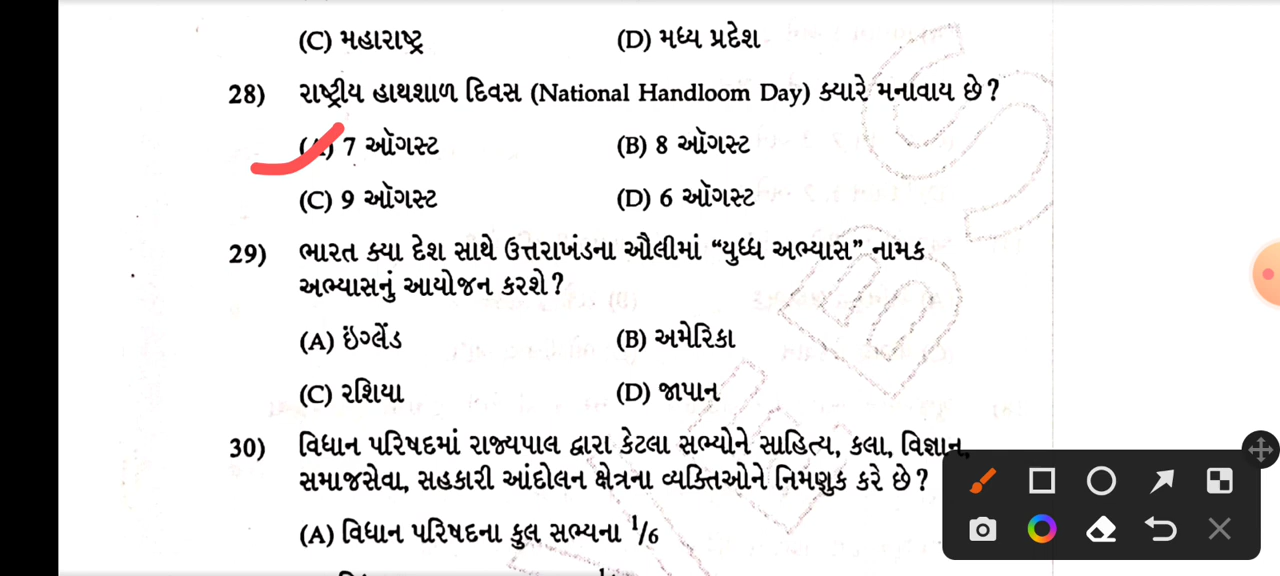 (C) મહારાષ્ટ્ર (D) મધ્ય પ્રદેશ
28) રાષ્ટ્રીય હાથશાળ દિવસ (National Handloom Day) ક્યારે મનાવાય છે?
(A) 7 ઑગસ્ટ (B) 8 ઑગસ્ટ
(C) 9 ઑગસ્ટ (D) 6 ઑગસ્ટ
29) ભારત ક્યા દેશ સાથે ઉત્તરાખંડના ઔલીમાં “યુધ્ધ અભ્યાસ” નામક
અભ્યાસનું આયોજન કરશે?
(A) ઇંગ્લેંડ (B) અમેરિકા
(C) રશિયા (D) જાપાન
30) વિધાન પરિષદમાં રાજ્યપાલ દ્વારા કેટલા સભ્યોને સાહિત્ય, કલા, વિજ્ઞાન,
સમાજસેવા, સહકારી આંદોલન ક્ષેત્રના વ્યક્તિઓને નિમણુક કરે છે?
(A) વિધાન પરિષદના કુલ સભ્યના 1/6
WEBS